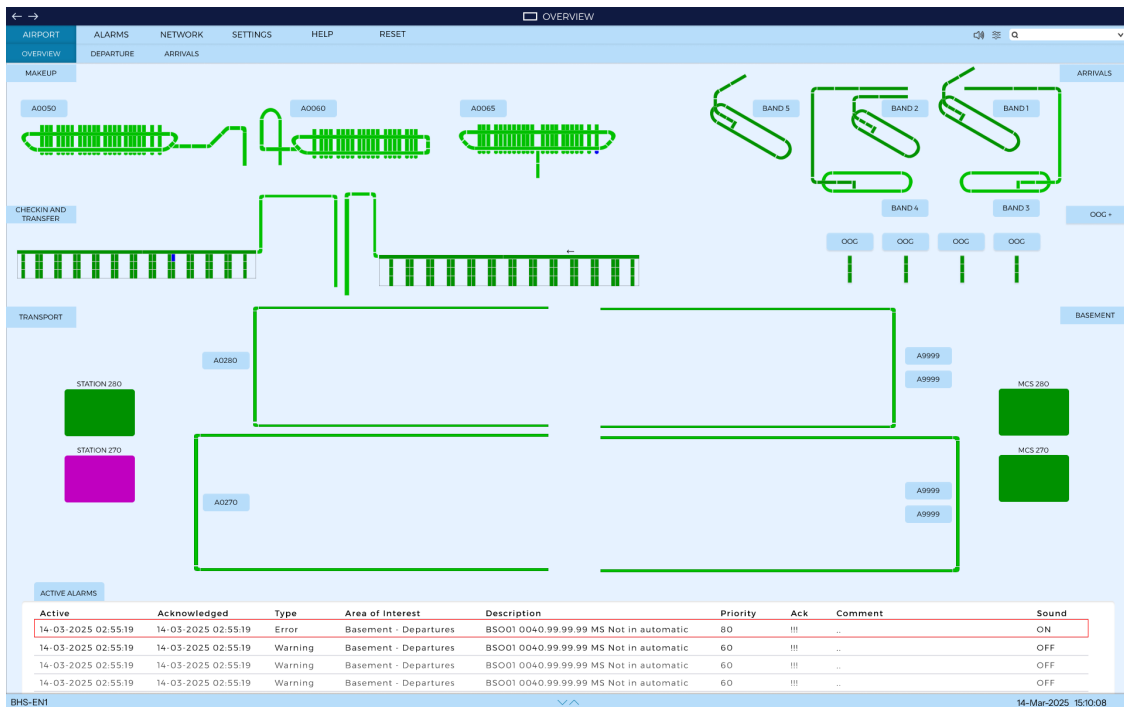 ← → OVERVIEW
AIRPORT ALARMS NETWORK SETTINGS HELP RESET
OVERVIEW DEPARTURE ARRIVALS
MAKEUP ARRIVALS
A0050 A0060 A0065 BAND 5 BAND 2 BAND 1
CHECKIN AND
TRANSFER
BAND 4 BAND 3 OOG +
OOG OOG OOG OOG
←
TRANSPORT BASEMENT
A0280 A9999
A9999
STATION 280 MCS 280
STATION 270 MCS 270
A0270 A9999
A9999
ACTIVE ALARMS
Active Acknowledged Type Area of Interest Description Priority Ack Comment Sound
14-03-2025 02:55:19 14-03-2025 02:55:19 Error Basement - Departures BSO01 0040.99.99.99 MS Not in automatic 80 !!! .. ON
14-03-2025 02:55:19 14-03-2025 02:55:19 Warning Basement - Departures BSO01 0040.99.99.99 MS Not in automatic 60 !!! .. OFF
14-03-2025 02:55:19 14-03-2025 02:55:19 Warning Basement - Departures BSO01 0040.99.99.99 MS Not in automatic 60 !!! .. OFF
14-03-2025 02:55:19 14-03-2025 02:55:19 Warning Basement - Departures BSO01 0040.99.99.99 MS Not in automatic 60 !!! .. OFF
BHS-EN1 14-Mar-2025 15:10:08